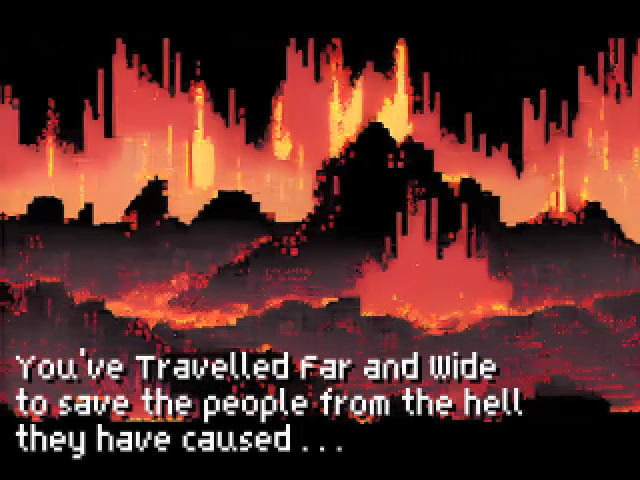 You've Travelled Far and Wide
to save the people from the hell
they have caused . . .